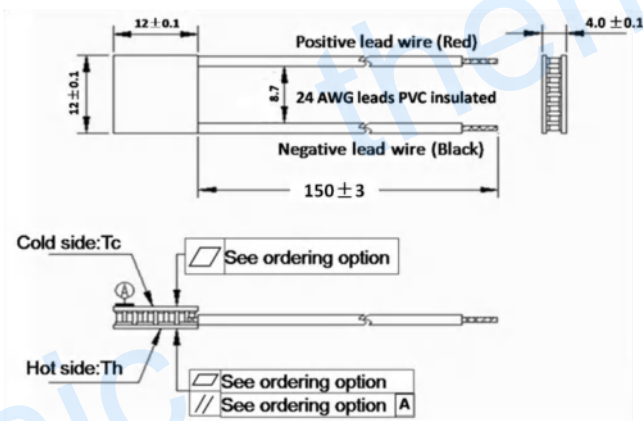 12±0.1
4.0±0.1
Positive lead wire (Red)
12±0.1
8.7
24 AWG leads PVC insulated
Negative lead wire (Black)
150±3
Cold side:Tc
See ordering option
A
Hot side:Th
See ordering option
// See ordering option A